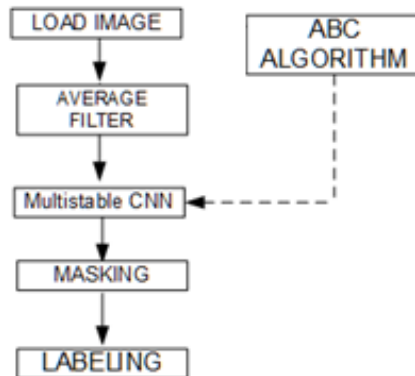 LOAD IMAGE
AVERAGE
FILTER
Multistable CNN
MASKING
LABELING
ABC
ALGORITHM